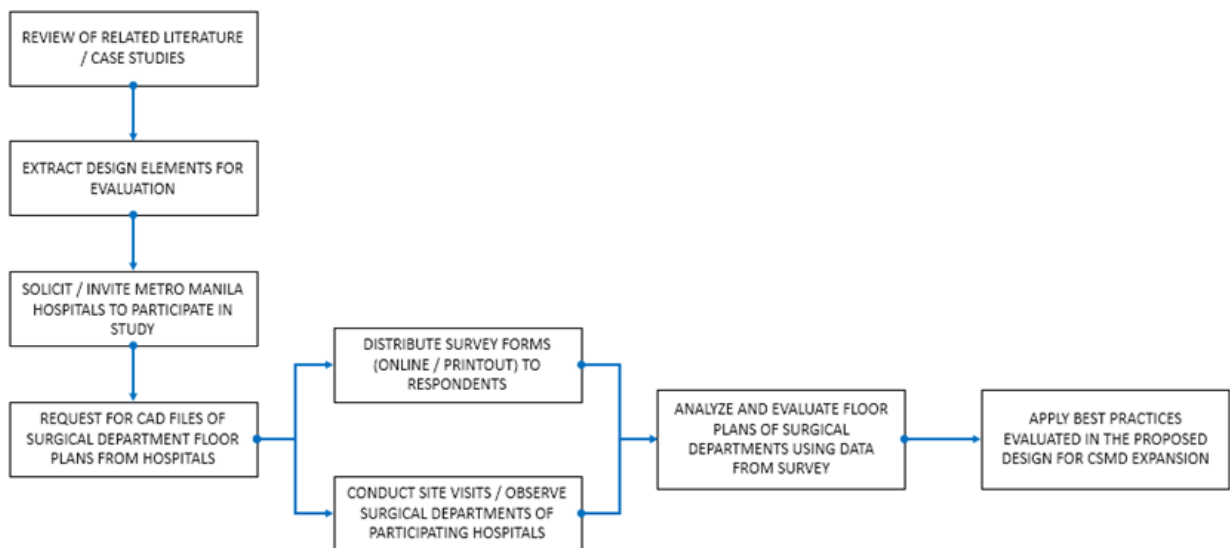 REVIEW OF RELATED LITERATURE
/ CASE STUDIES
EXTRACT DESIGN ELEMENTS FOR
EVALUATION
SOLICIT / INVITE METRO MANILA
HOSPITALS TO PARTICIPATE IN
STUDY
REQUEST FOR CAD FILES OF
SURGICAL DEPARTMENT FLOOR
PLANS FROM HOSPITALS
DISTRIBUTE SURVEY FORMS
(ONLINE / PRINTOUT) TO
RESPONDENTS
CONDUCT SITE VISITS / OBSERVE
SURGICAL DEPARTMENTS OF
PARTICIPATING HOSPITALS
ANALYZE AND EVALUATE FLOOR
PLANS OF SURGICAL
DEPARTMENTS USING DATA
FROM SURVEY
APPLY BEST PRACTICES
EVALUATED IN THE PROPOSED
DESIGN FOR CSMD EXPANSION